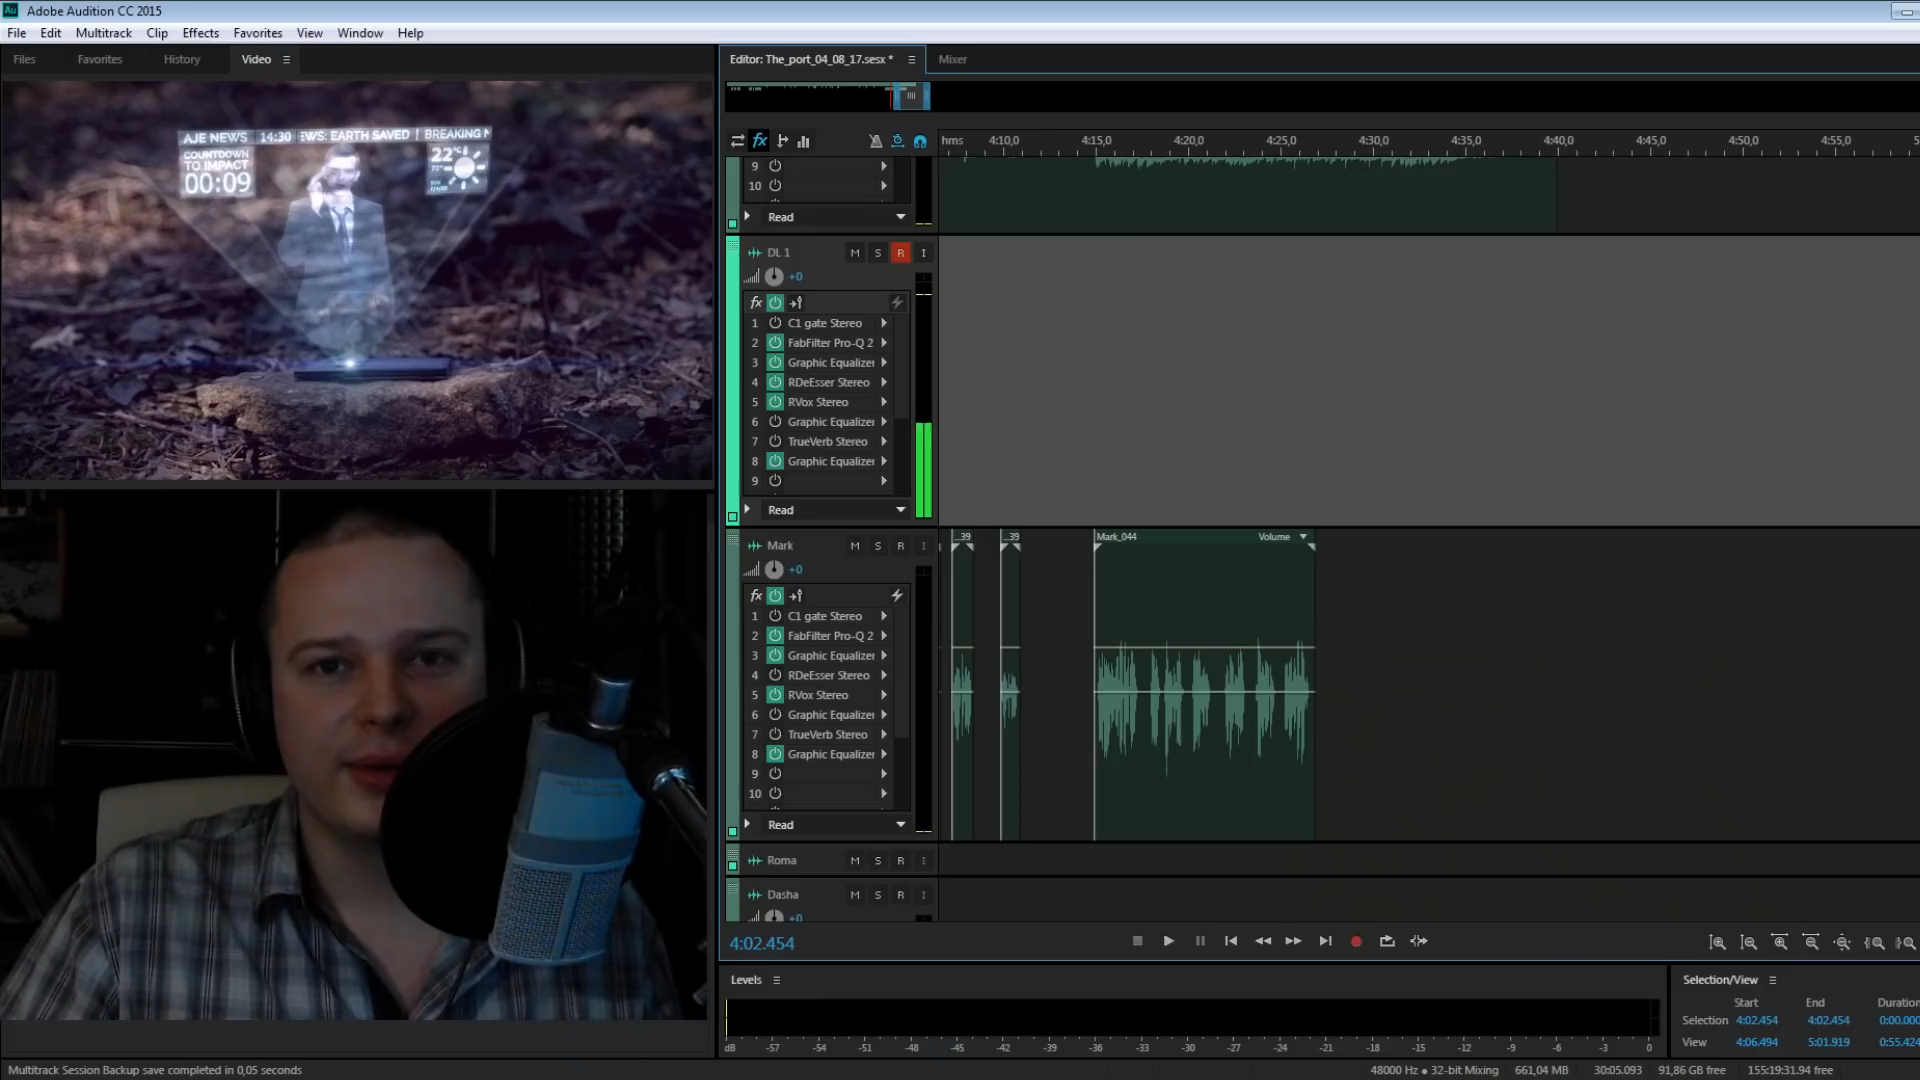 Au Adobe Audition CC 2015
File Edit Multitrack Clip Effects Favorites View Window Help
Files Favorites History Video
Editor: The_port_04_08_17.sesx * Mixer
AJE NEWS 14:30 EWS: EARTH SAVED | BREAKING N
COUNTDOWN
TO IMPACT
00:09
22°C
hms 4:10,0 4:15,0 4:20,0 4:25,0 4:30,0 4:35,0 4:40,0 4:45,0 4:50,0 4:55,0
9
10
Read
DL 1 M S R I
+0
fx
1 C1 gate Stereo
2 FabFilter Pro-Q 2
3 Graphic Equalizer
4 RDeEsser Stereo
5 RVox Stereo
6 Graphic Equalizer
7 TrueVerb Stereo
8 Graphic Equalizer
9
Read
Mark M S R I
+0
fx
1 C1 gate Stereo
2 FabFilter Pro-Q 2
3 Graphic Equalizer
4 RDeEsser Stereo
5 RVox Stereo
6 Graphic Equalizer
7 TrueVerb Stereo
8 Graphic Equalizer
9
10
Read
..39 ..39 Mark_044 Volume
Roma M S R I
Dasha M S R I
+0
4:02.454
Levels
dB -57 -54 -51 -48 -45 -42 -39 -36 -33 -30 -27 -24 -21 -18 -15 -12 -9 -6 -3 0
Selection/View
Start End Duration
Selection 4:02.454 4:02.454 0:00.000
View 4:06.494 5:01.919 0:55.424
Multitrack Session Backup save completed in 0,05 seconds
48000 Hz ● 32-bit Mixing 661,04 MB 30:05.093 91,86 GB free 155:19:31.94 free